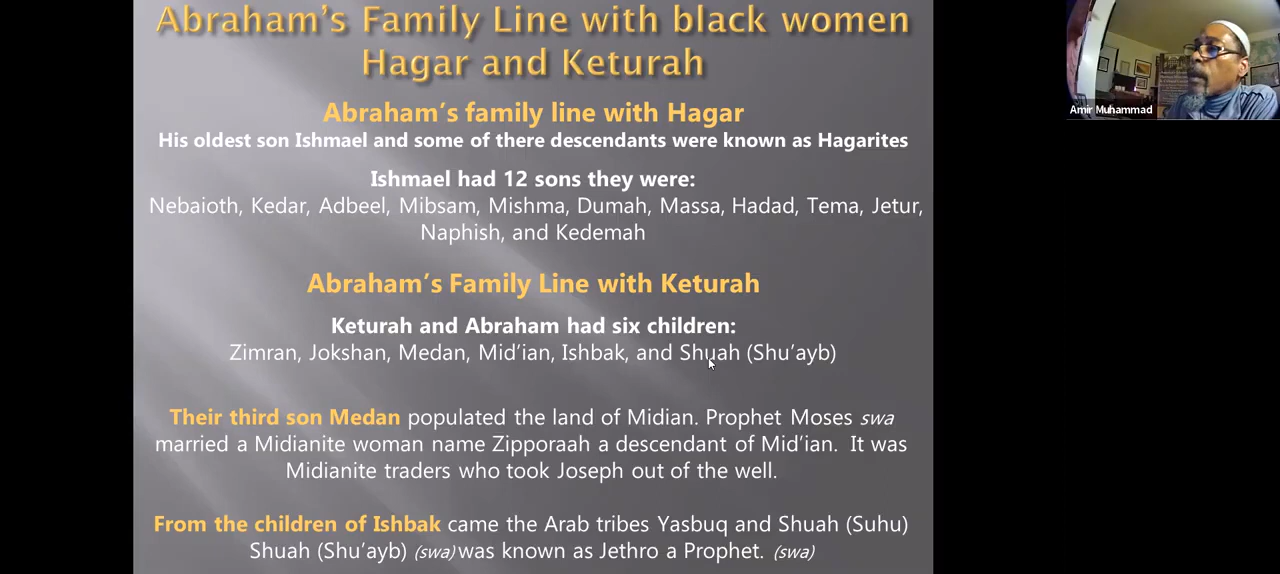 Abraham's Family Line with black women
Hagar and Keturah
Abraham's family line with Hagar
His oldest son Ishmael and some of there descendants were known as Hagarites
Ishmael had 12 sons they were:
Nebaioth, Kedar, Adbeel, Mibsam, Mishma, Dumah, Massa, Hadad, Tema, Jetur,
Naphish, and Kedemah
Abraham's Family Line with Keturah
Keturah and Abraham had six children:
Zimran, Jokshan, Medan, Mid'ian, Ishbak, and Shuah (Shu'ayb)
Their third son Medan populated the land of Midian. Prophet Moses swa
married a Midianite woman name Zipporaah a descendant of Mid'ian. It was
Midianite traders who took Joseph out of the well.
From the children of Ishbak came the Arab tribes Yasbuq and Shuah (Suhu)
Shuah (Shu'ayb) (swa) was known as Jethro a Prophet. (swa)
Amir Muhammad